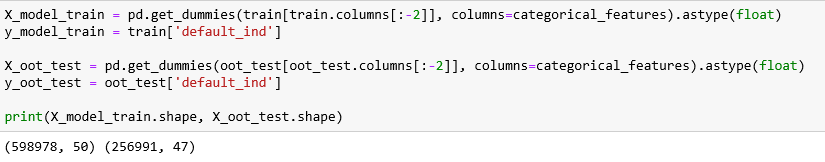 X_model_train = pd.get_dummies(train[train.columns[:-2]], columns=categorical_features).astype(float)
y_model_train = train['default_ind']
X_oot_test = pd.get_dummies(oot_test[oot_test.columns[:-2]], columns=categorical_features).astype(float)
y_oot_test = oot_test['default_ind']
print(X_model_train.shape, X_oot_test.shape)
(598978, 50) (256991, 47)